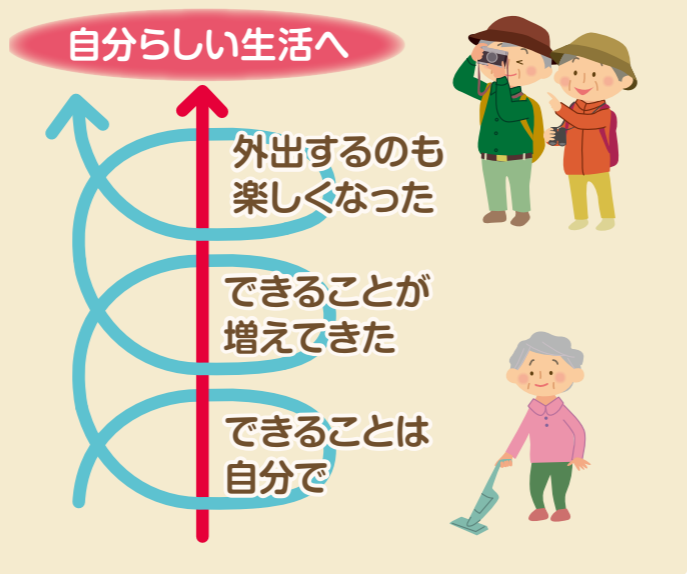 自分らしい生活へ
外出するのも
楽しくなった
できることが
増えてきた
できることは
自分で